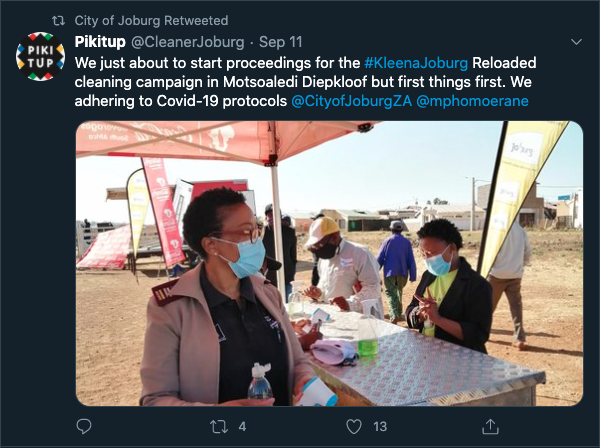 City of Joburg Retweeted
PIKI
TUP
Pikitup @CleanerJoburg · Sep 11
We just about to start proceedings for the #KleenaJoburg Reloaded
cleaning campaign in Motsoaledi Diepkloof but first things first. We
adhering to Covid-19 protocols @CityofJoburgZA @mphomoerane
South Africa
4
13